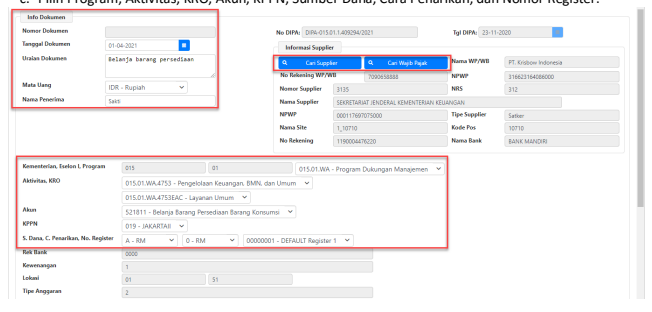 c. Pilih Program, Aktivitas, KRO, Akun, KPPN, Sumber Dana, Cara Penarikan, dan Nomor Register.
Info Dokumen
Nomor Dokumen
Tanggal Dokumen 01-04-2021
Uraian Dokumen Belanja barang persediaan
Mata Uang IDR - Rupiah
Nama Penerima Sakti
No DIPA: DIPA-015.01.1.409294/2021 Tgl DIPA: 23-11-2020
Informasi Supplier
Cari Supplier Cari Wajib Pajak Nama WP/WB PT. Krisbow Indonesia
No Rekening WP/WB 7090658888 NPWP 316623164086000
Nomor Supplier 3135 NRS 312
Nama Supplier SEKRETARIAT JENDERAL KEMENTERIAN KEUANGAN
NPWP 000117697075000 Tipe Supplier Satker
Nama Site 1_10710 Kode Pos 10710
No Rekening 1190004476220 Nama Bank BANK MANDIRI
Kementerian, Eselon I, Program 015 01 015.01.WA - Program Dukungan Manajemen
Aktivitas, KRO 015.01.WA.4753 - Pengelolaan Keuangan, BMN, dan Umum
015.01.WA.4753EAC - Layanan Umum
Akun 521811 - Belanja Barang Persediaan Barang Konsumsi
KPPN 019 - JAKARTAII
S. Dana, C. Penarikan, No. Register A - RM 0 - RM 00000001 - DEFAULT Register 1
Rek Bank 0000
Kewenangan 1
Lokasi 01 51
Tipe Anggaran 2